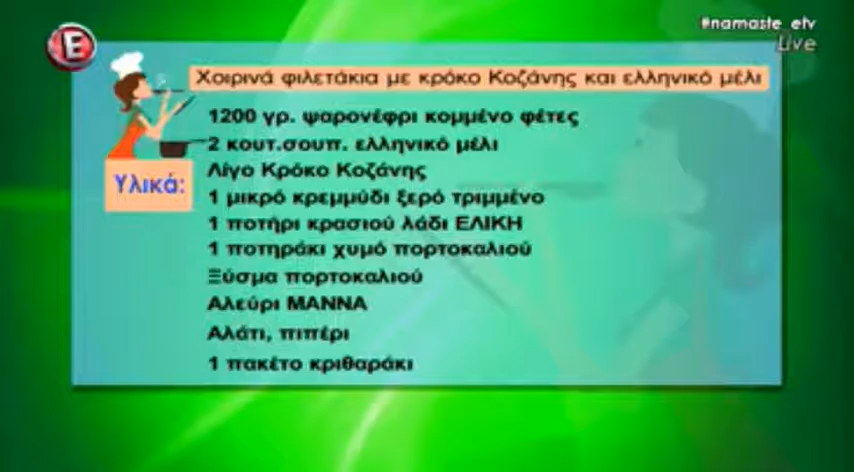 #namaste_etv
Live
E
Χοιρινά φιλετάκια με κρόκο Κοζάνης και ελληνικό μέλι
Υλικά:
1200 γρ. ψαρονέφρι κομμένο φέτες
2 κουτ.σουπ. ελληνικό μέλι
Λίγο Κρόκο Κοζάνης
1 μικρό κρεμμύδι ξερό τριμμένο
1 ποτήρι κρασιού λάδι ΕΛΙΚΗ
1 ποτηράκι χυμό πορτοκαλιού
Ξύσμα πορτοκαλιού
Αλεύρι ΜΑΝΝΑ
Αλάτι, πιπέρι
1 πακέτο κριθαράκι